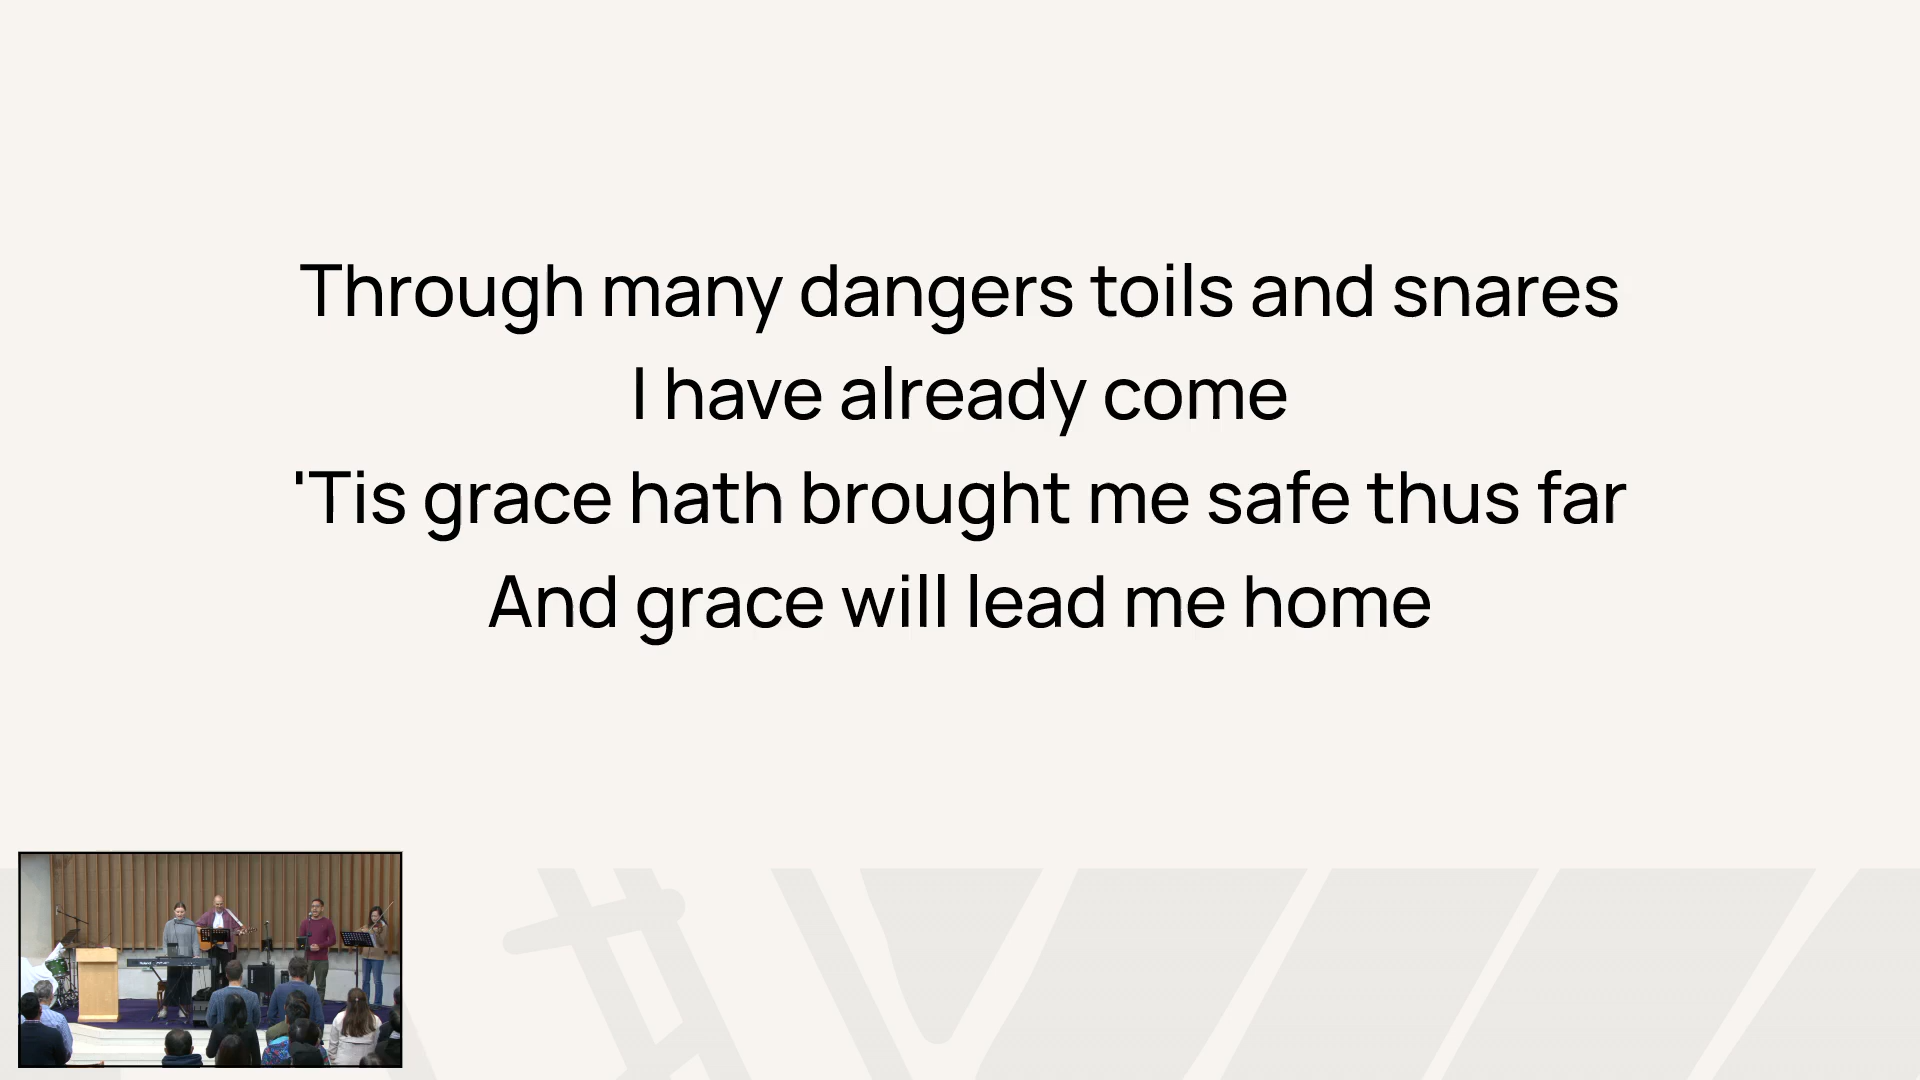 Through many dangers toils and snares
I have already come
'Tis grace hath brought me safe thus far
And grace will lead me home